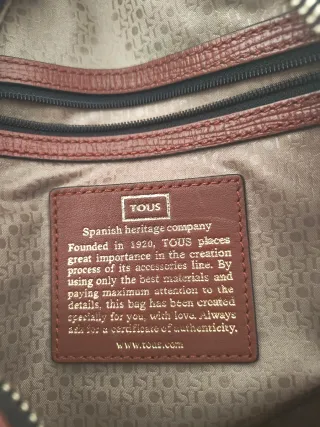 TOUS
Spanish heritage company
Founded in 1920, TOUS places
great importance in the creation
process of its accessories line. By
using only the best materials and
paying maximum attention to the
details, this bag has been created
specially for you, with love. Always
ask for a certificate of authenticity.
www.tous.com